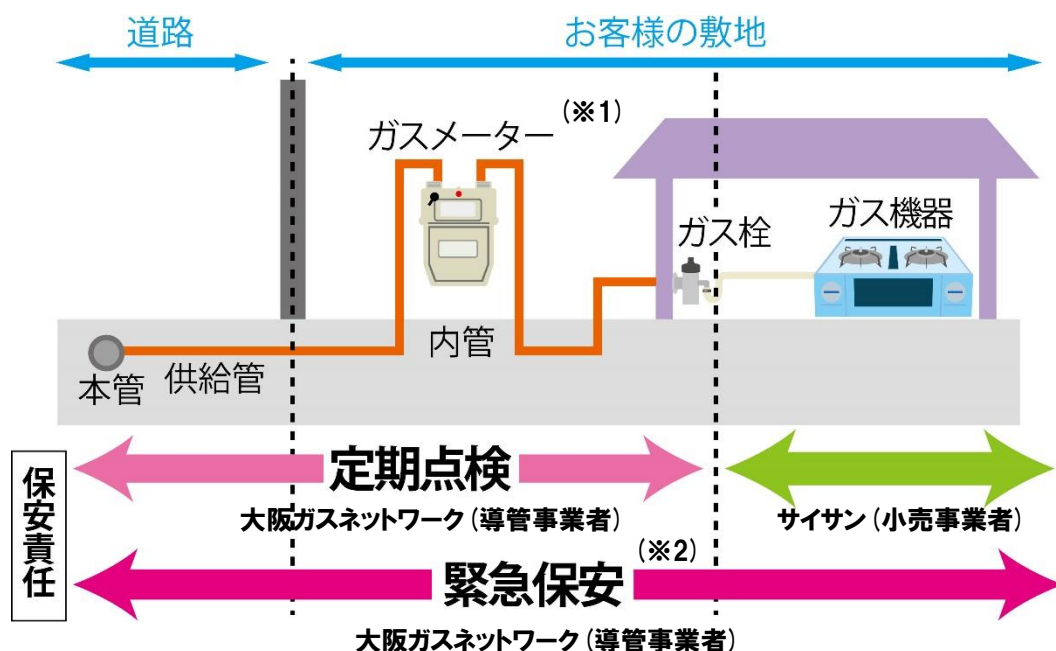 道路
お客様の敷地
ガスメーター(※1)
ガス栓
ガス機器
内管
本管
供給管
保安責任
定期点検
大阪ガスネットワーク(導管事業者)
サイサン(小売事業者)
緊急保安(※2)
大阪ガスネットワーク(導管事業者)